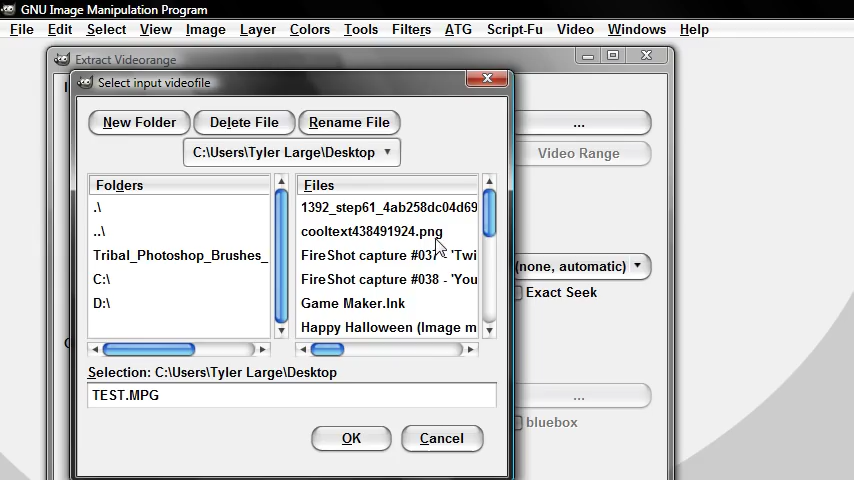 GNU Image Manipulation Program
File Edit Select View Image Layer Colors Tools Filters ATG Script-Fu Video Windows Help
Extract Videorange
Select input videofile
New Folder Delete File Rename File
...
C:\Users\Tyler Large\Desktop
Video Range
Folders
.\
..\
Tribal_Photoshop_Brushes_
C:\
D:\
Files
1392_step61_4ab258dc04d69
cooltext438491924.png
FireShot capture #037 - 'Twi
FireShot capture #038 - 'You
Game Maker.lnk
Happy Halloween (Image m
(none, automatic)
Exact Seek
Selection: C:\Users\Tyler Large\Desktop
TEST.MPG
...
bluebox
OK Cancel